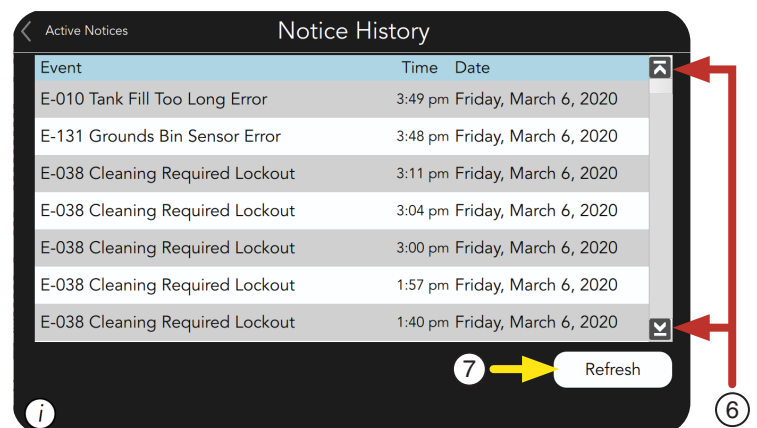 Active Notices Notice History
Event Time Date
E-010 Tank Fill Too Long Error 3:49 pm Friday, March 6, 2020
E-131 Grounds Bin Sensor Error 3:48 pm Friday, March 6, 2020
E-038 Cleaning Required Lockout 3:11 pm Friday, March 6, 2020
E-038 Cleaning Required Lockout 3:04 pm Friday, March 6, 2020
E-038 Cleaning Required Lockout 3:00 pm Friday, March 6, 2020
E-038 Cleaning Required Lockout 1:57 pm Friday, March 6, 2020
E-038 Cleaning Required Lockout 1:40 pm Friday, March 6, 2020
7 Refresh
i 6